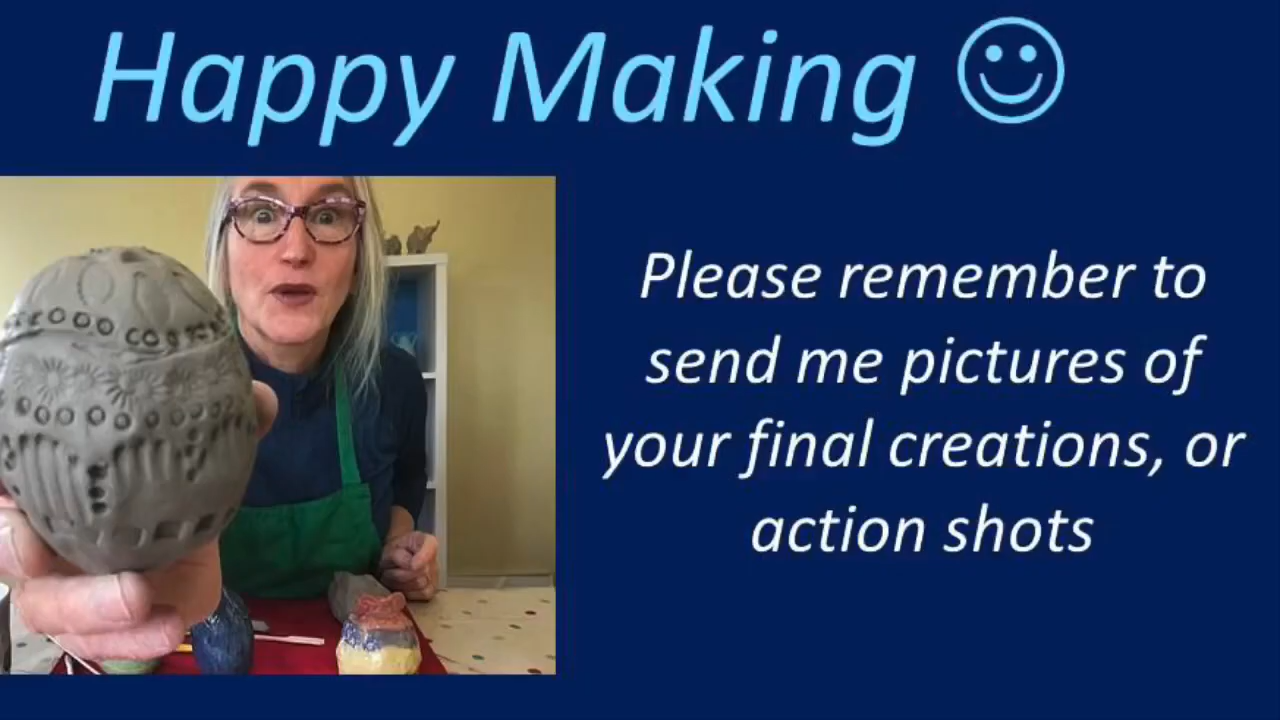 Happy Making ☺
Please remember to
send me pictures of
your final creations, or
action shots